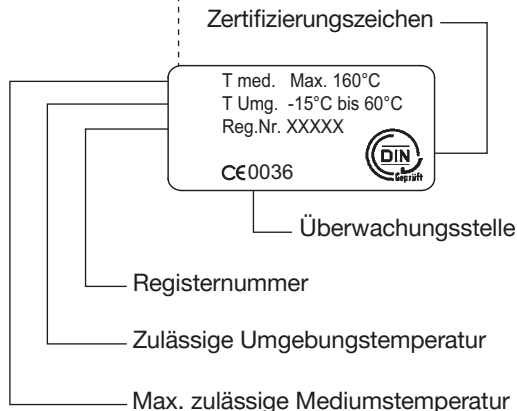 Zertifizierungszeichen
T med. Max. 160°C
T Umg. -15°C bis 60°C
Reg.Nr. XXXXX
DIN
Geprüft
CE0036
Überwachungsstelle
Registernummer
Zulässige Umgebungstemperatur
Max. zulässige Mediumstemperatur